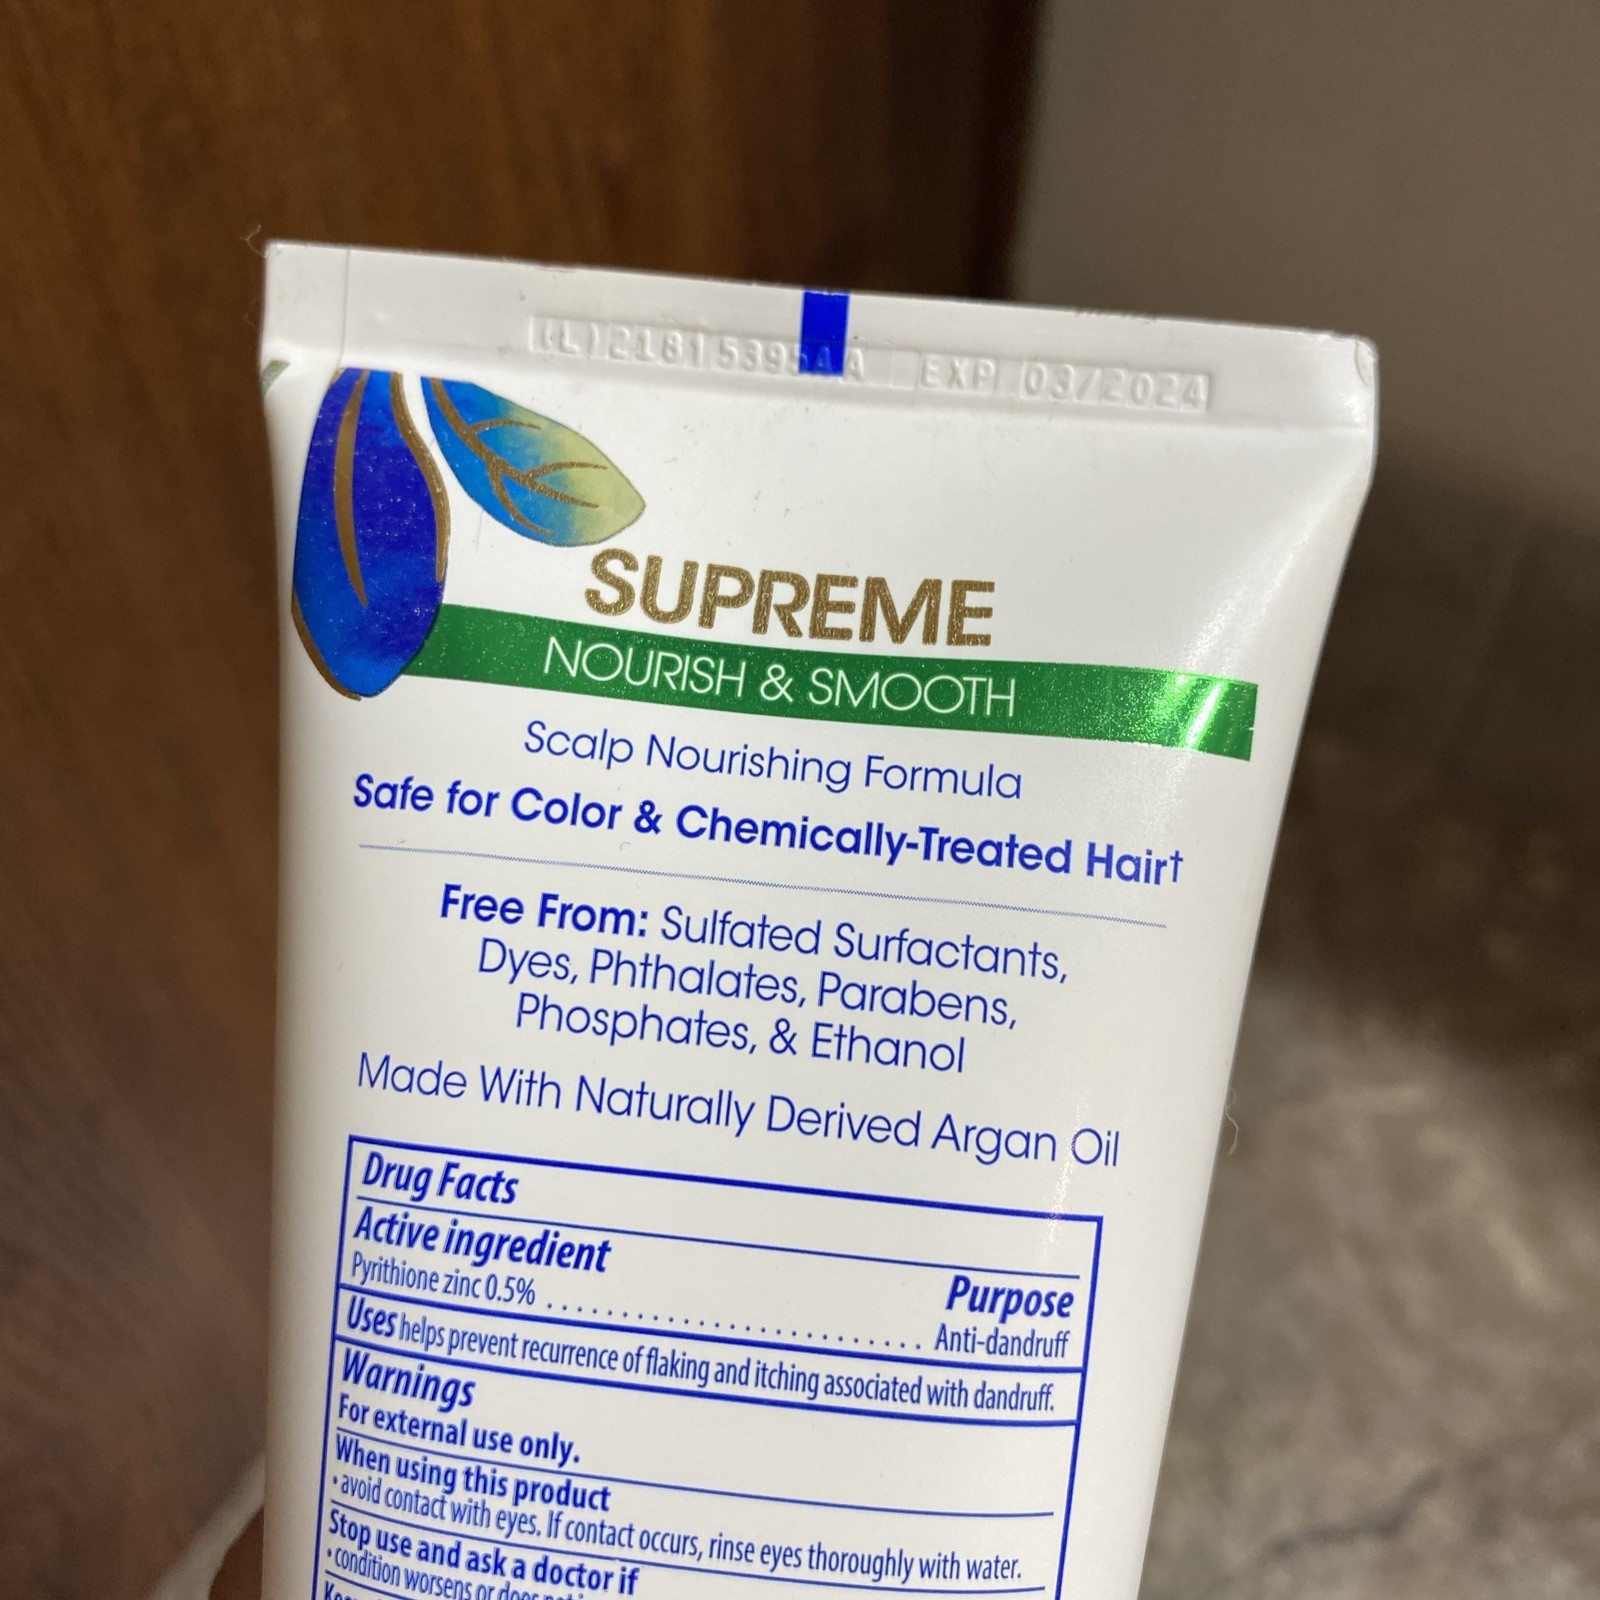 (L)21815395AA EXP 03/2024
SUPREME
NOURISH & SMOOTH
Scalp Nourishing Formula
Safe for Color & Chemically-Treated Hair†
Free From: Sulfated Surfactants,
Dyes, Phthalates, Parabens,
Phosphates, & Ethanol
Made With Naturally Derived Argan Oil
Drug Facts
Active ingredient Purpose
Pyrithione zinc 0.5% ........................ Anti-dandruff
Uses helps prevent recurrence of flaking and itching associated with dandruff.
Warnings
For external use only.
When using this product
• avoid contact with eyes. If contact occurs, rinse eyes thoroughly with water.
Stop use and ask a doctor if
• condition worsens or does